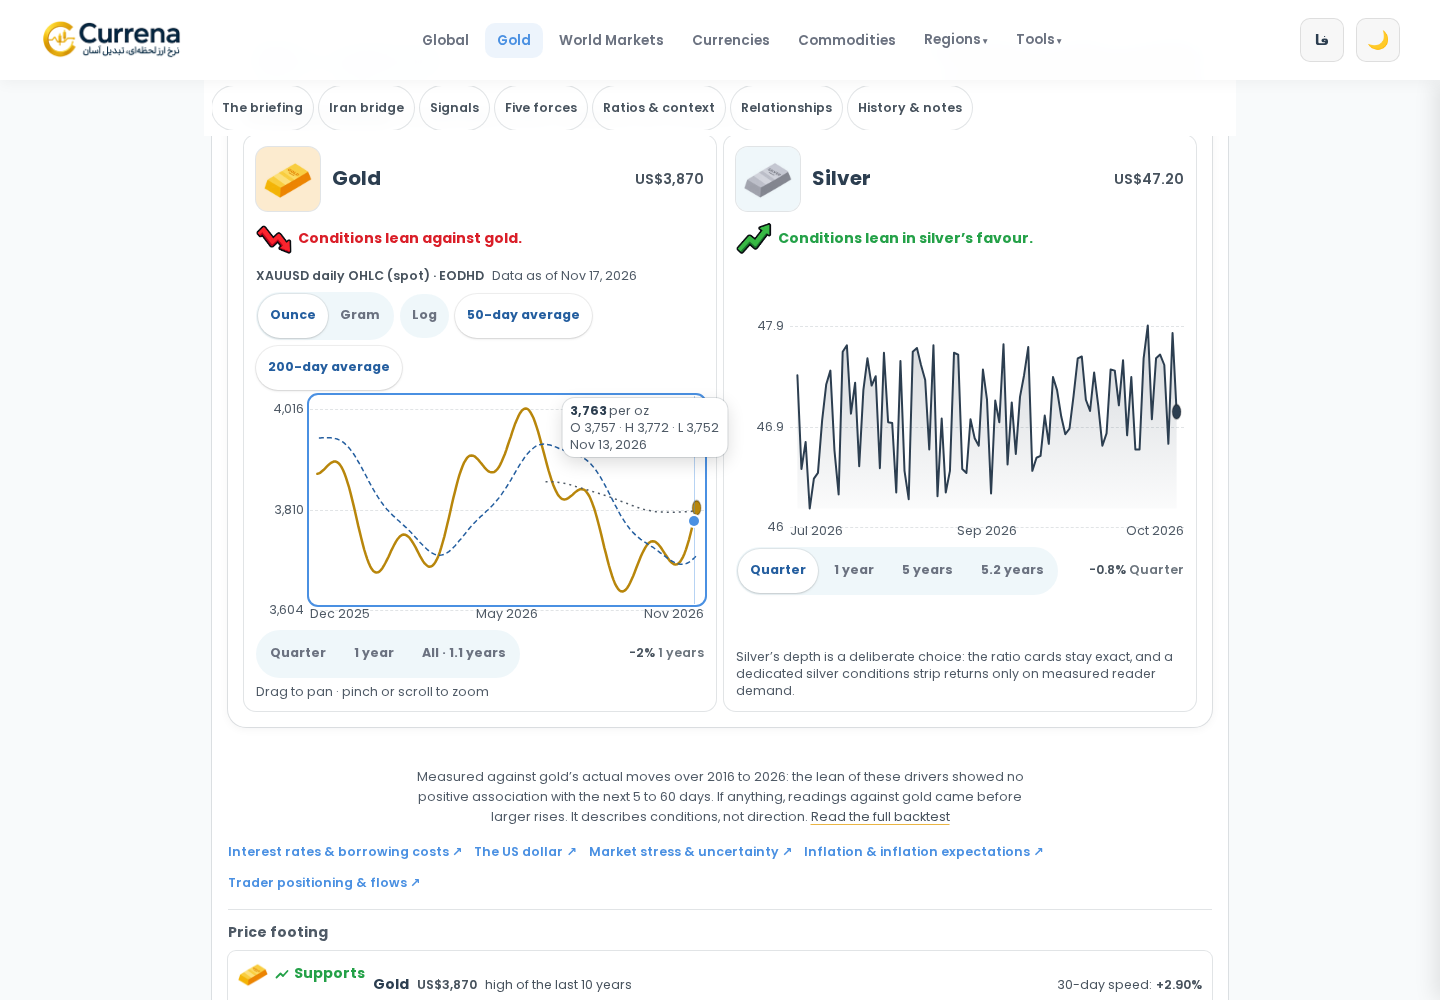 Currena
نرخ ارز لحظه‌ای، تبدیل آسان
Global
Gold
World Markets
Currencies
Commodities
Regions ▾
Tools ▾
فا
The briefing
Iran bridge
Signals
Five forces
Ratios & context
Relationships
History & notes
Gold
US$3,870
Conditions lean against gold.
XAUUSD daily OHLC (spot) · EODHD Data as of Nov 17, 2026
Ounce
Gram
Log
50-day average
200-day average
4,016
3,810
3,604
3,763 per oz
O 3,757 · H 3,772 · L 3,752
Nov 13, 2026
Dec 2025
May 2026
Nov 2026
Quarter
1 year
All · 1.1 years
-2% 1 years
Drag to pan · pinch or scroll to zoom
Silver
US$47.20
Conditions lean in silver’s favour.
47.9
46.9
46
Jul 2026
Sep 2026
Oct 2026
Quarter
1 year
5 years
5.2 years
-0.8% Quarter
Silver’s depth is a deliberate choice: the ratio cards stay exact, and a
dedicated silver conditions strip returns only on measured reader
demand.
Measured against gold’s actual moves over 2016 to 2026: the lean of these drivers showed no
positive association with the next 5 to 60 days. If anything, readings against gold came before
larger rises. It describes conditions, not direction. Read the full backtest
Interest rates & borrowing costs ↗
The US dollar ↗
Market stress & uncertainty ↗
Inflation & inflation expectations ↗
Trader positioning & flows ↗
Price footing
Supports
Gold US$3,870 high of the last 10 years
30-day speed: +2.90%